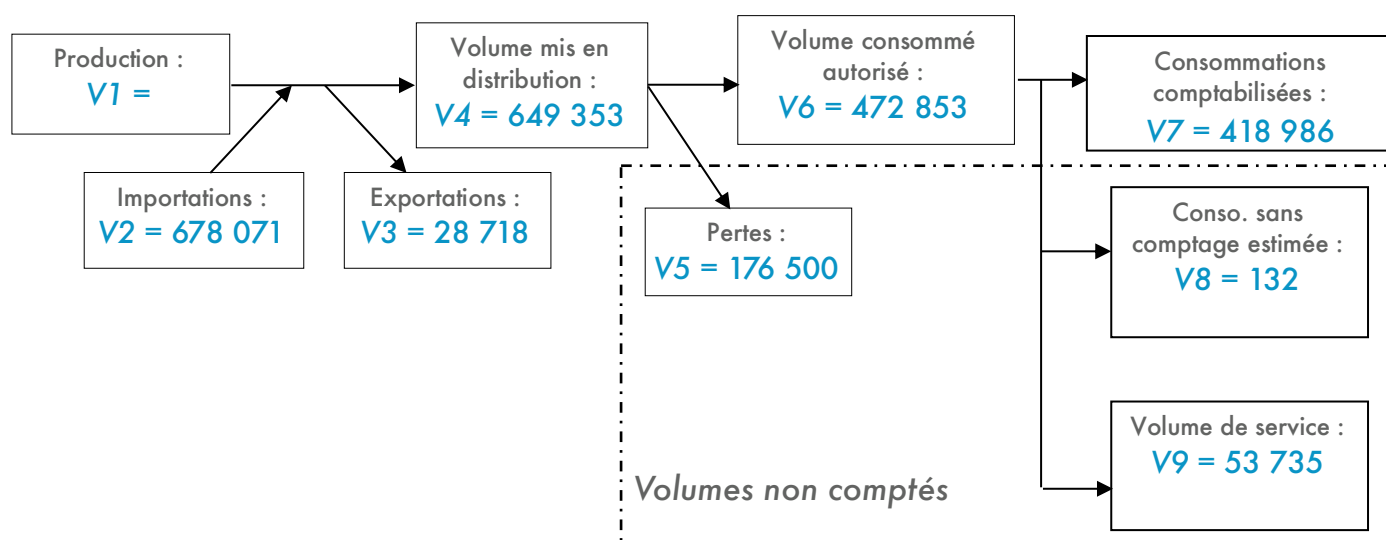 Production :
V1 =
Volume mis en
distribution :
V4 = 649 353
Volume consommé
autorisé :
V6 = 472 853
Consommations
comptabilisées :
V7 = 418 986
Importations :
V2 = 678 071
Exportations :
V3 = 28 718
Pertes :
V5 = 176 500
Conso. sans
comptage estimée :
V8 = 132
Volume de service :
V9 = 53 735
Volumes non comptés